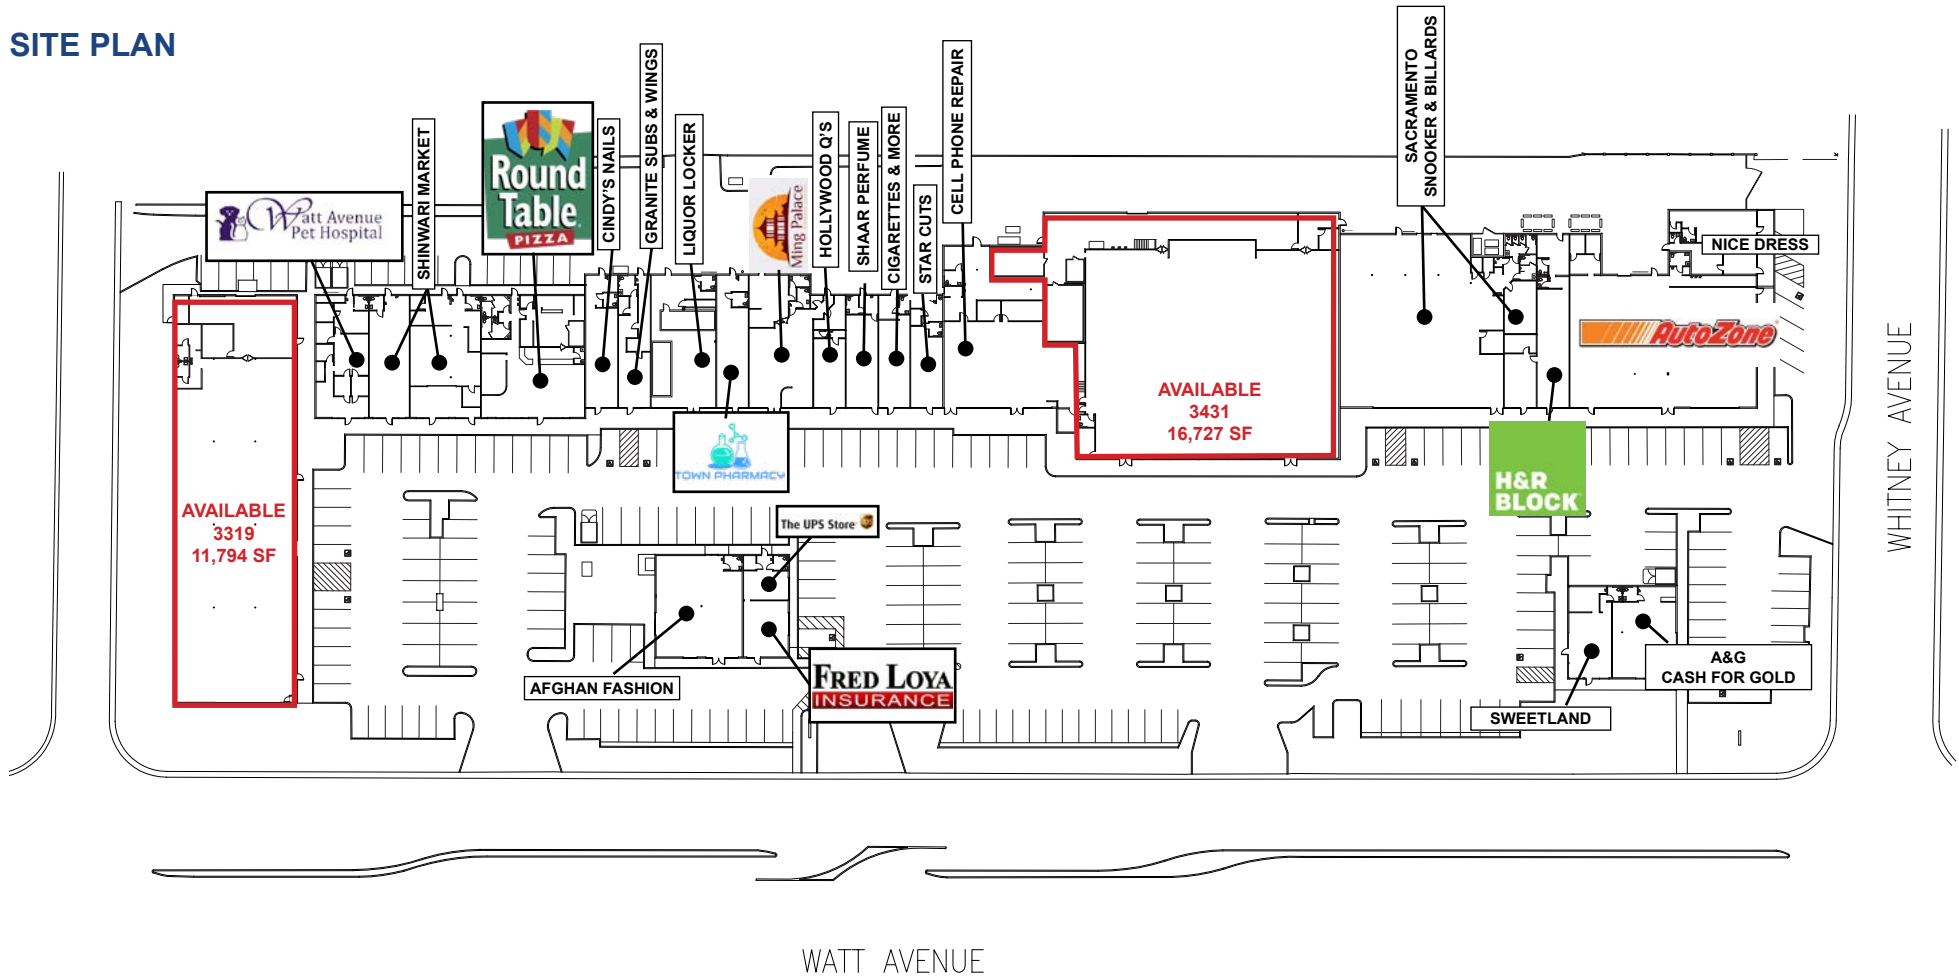 SITE PLAN
Watt Avenue
Pet Hospital
SHINWARI MARKET
Round
Table
PIZZA
CINDY'S NAILS
GRANITE SUBS & WINGS
LIQUOR LOCKER
Ming Palace
HOLLYWOOD Q'S
SHAAR PERFUME
CIGARETTES & MORE
STAR CUTS
CELL PHONE REPAIR
SACRAMENTO
SNOOKER & BILLARDS
NICE DRESS
AutoZone
AVAILABLE
3431
16,727 SF
TOWN PHARMACY
H&R
BLOCK
AVAILABLE
3319
11,794 SF
The UPS Store
AFGHAN FASHION
FRED LOYA
INSURANCE
A&G
CASH FOR GOLD
SWEETLAND
WHITNEY AVENUE
WATT AVENUE